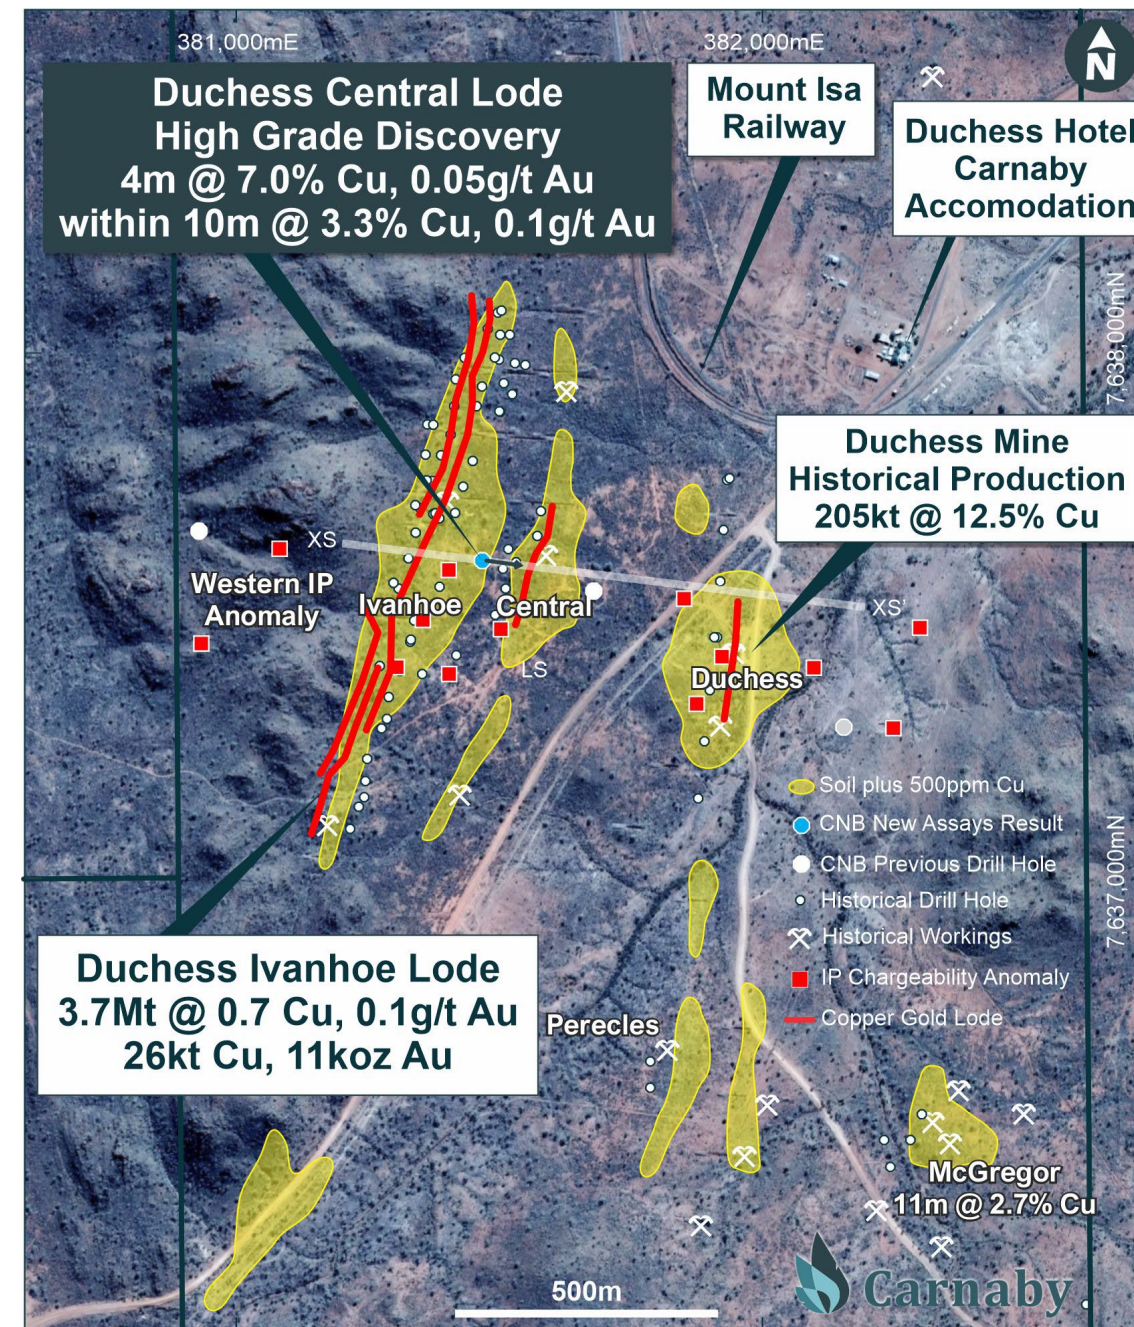 381,000mE
382,000mE
N
Duchess Central Lode
High Grade Discovery
4m @ 7.0% Cu, 0.05g/t Au
within 10m @ 3.3% Cu, 0.1g/t Au
Mount Isa
Railway
Duchess Hotel
Carnaby
Accomodation
7,638,000mN
Duchess Mine
Historical Production
205kt @ 12.5% Cu
XS
Western IP
Anomaly
Ivanhoe
Central
XS'
LS
Duchess
Soil plus 500ppm Cu
CNB New Assays Result
CNB Previous Drill Hole
Historical Drill Hole
Historical Workings
IP Chargeability Anomaly
Copper Gold Lode
7,637,000mN
Duchess Ivanhoe Lode
3.7Mt @ 0.7 Cu, 0.1g/t Au
26kt Cu, 11koz Au
Perecles
McGregor
11m @ 2.7% Cu
500m
Carnaby